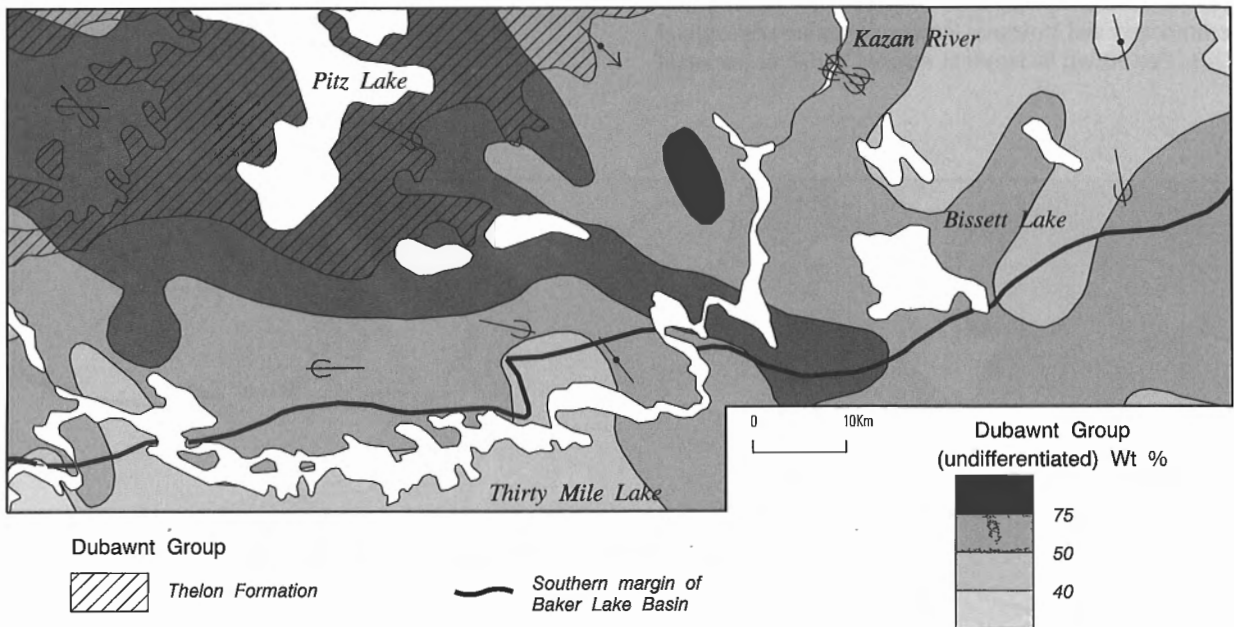 Kazan River
Pitz Lake
Bissett Lake
Thirty Mile Lake
0 10Km
Dubawnt Group
(undifferentiated) Wt %
75
50
40
Dubawnt Group
Thelon Formation
Southern margin of
Baker Lake Basin